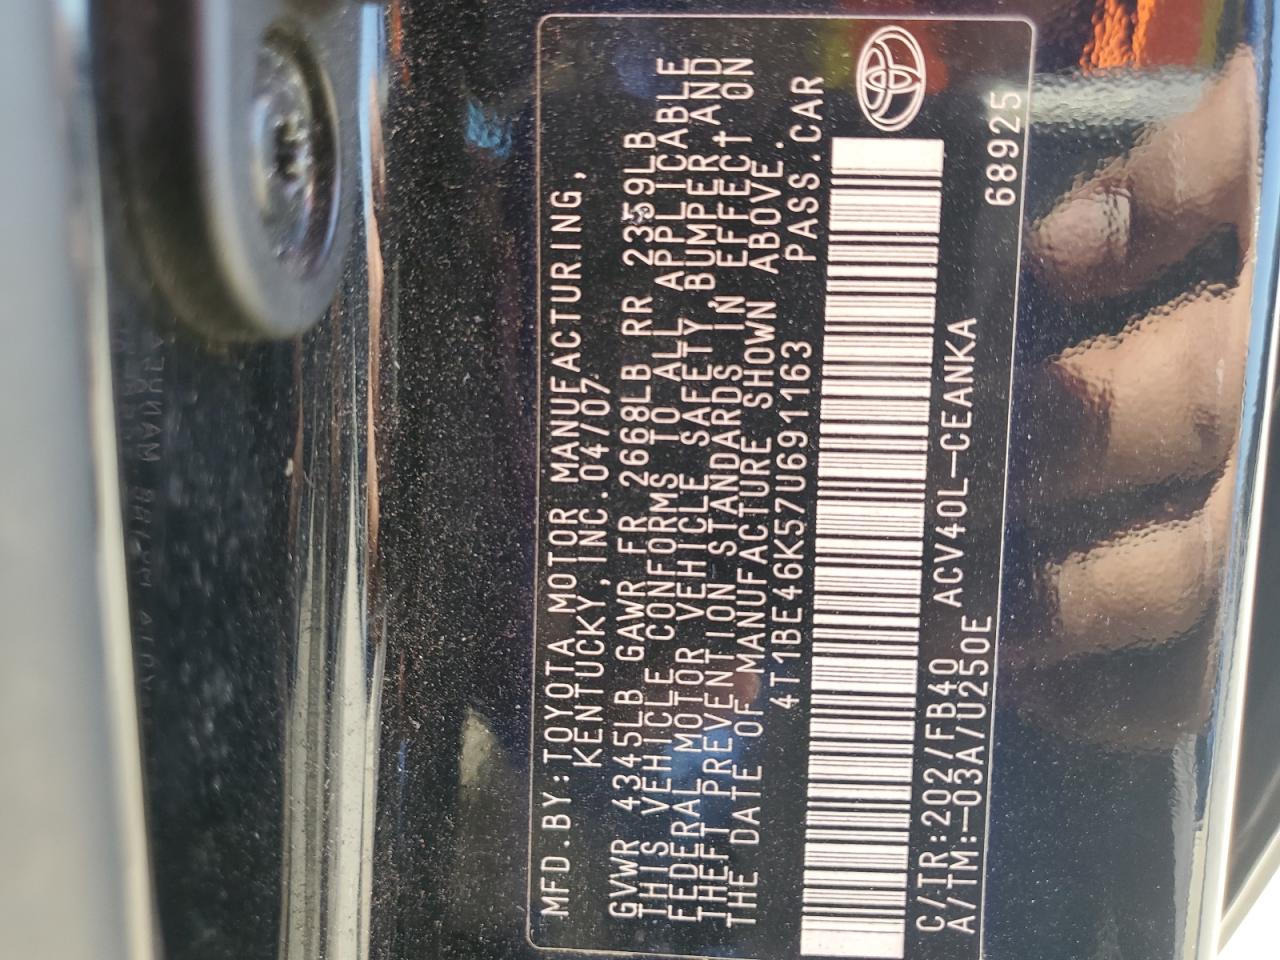 MFD.BY:TOYOTA MOTOR MANUFACTURING,
KENTUCKY,INC.04/07
GVWR 4345LB GAWR FR 2668LB RR 2359LB
THIS VEHICLE CONFORMS TO ALL APPLICABLE
FEDERAL MOTOR VEHICLE SAFETY,BUMPER AND
THEFT PREVENTION STANDARDS IN EFFECT ON
THE DATE OF MANUFACTURE SHOWN ABOVE.
4T1BE46K57U691163 PASS.CAR
C/TR:202/FB40 ACV40L-CEANKA
A/TM:-03A/U250E
68925